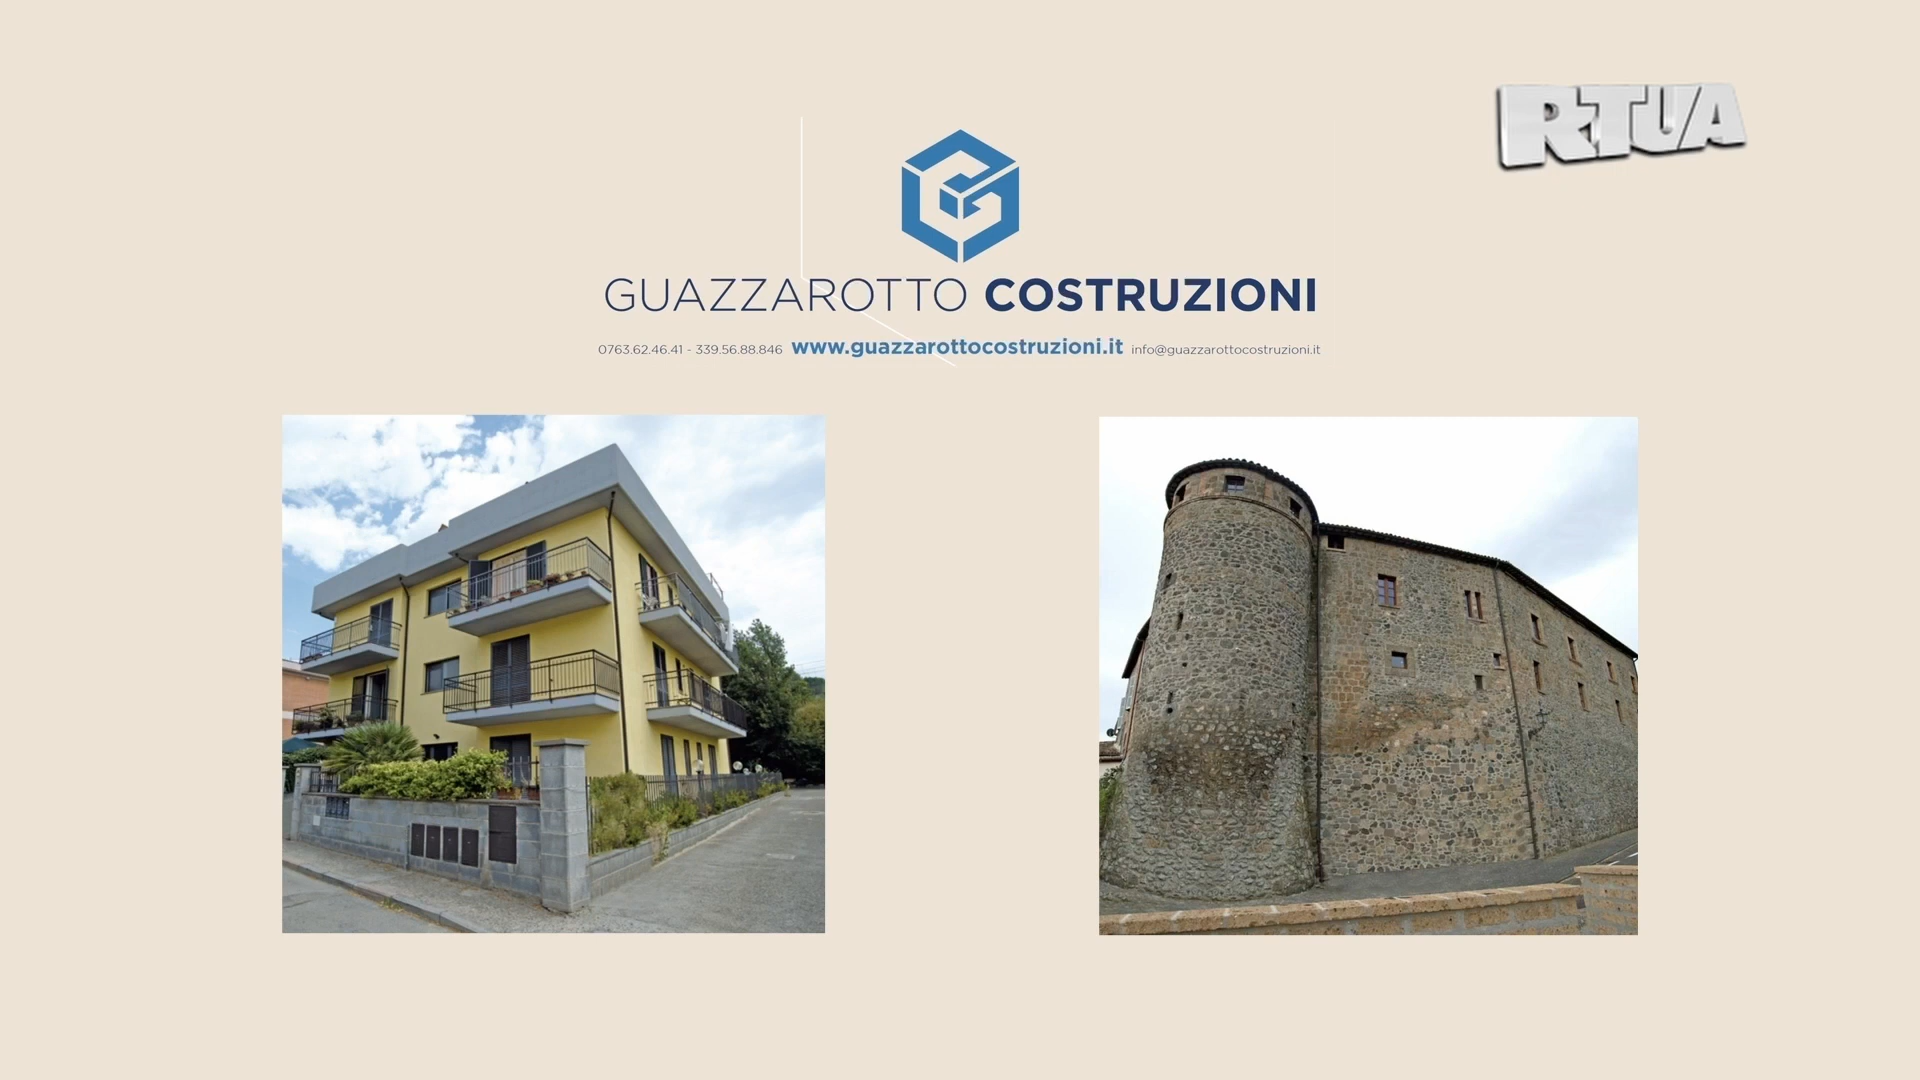 RTUA
GUAZZAROTTO COSTRUZIONI
0763.62.46.41 - 339.56.88.846 www.guazzarottocostruzioni.it info@guazzarottocostruzioni.it